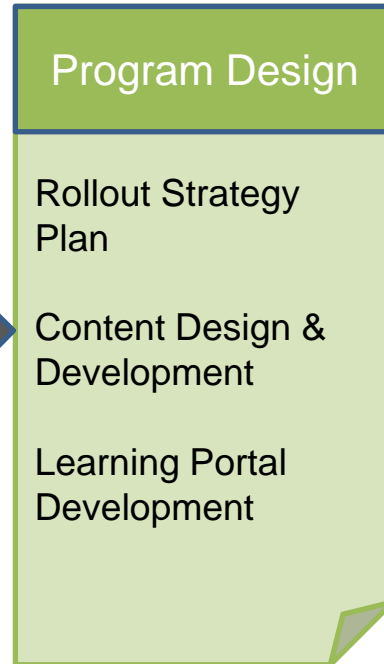 Program Design
Rollout Strategy
Plan
Content Design &
Development
Learning Portal
Development